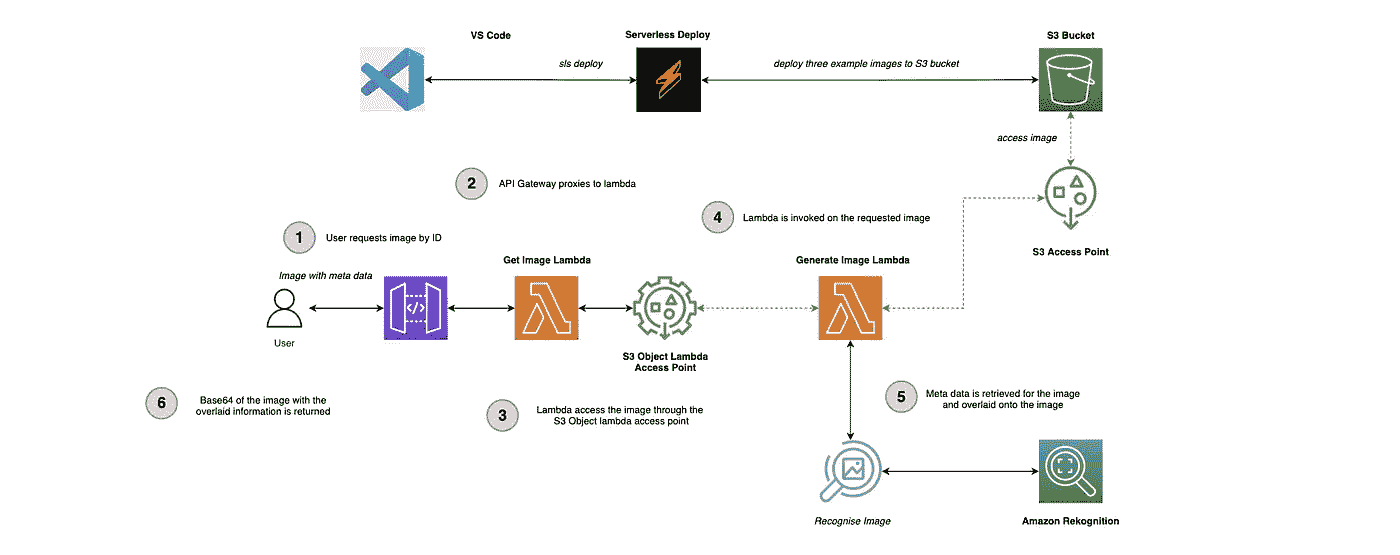 VS Code
Serverless Deploy
S3 Bucket
sls deploy
deploy three example images to S3 bucket
access image
2
API Gateway proxies to lambda
4
Lambda is invoked on the requested image
1
User requests image by ID
S3 Access Point
Get Image Lambda
Generate Image Lambda
Image with meta data
</>
User
S3 Object Lambda
Access Point
6
Base64 of the image with the
overlaid information is returned
3
Lambda access the image through the
S3 Object lambda access point
5
Meta data is retrieved for the image
and overlaid onto the image
Recognise Image
Amazon Rekognition